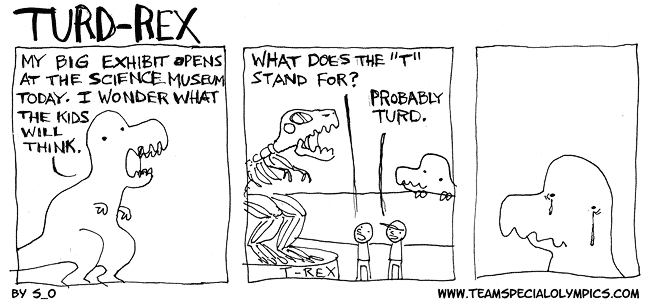 TURD-REX
MY BIG EXHIBIT OPENS
AT THE SCIENCE MUSEUM
TODAY. I WONDER WHAT
THE KIDS
WILL
THINK.
WHAT DOES THE "T"
STAND FOR?
PROBABLY
TURD.
T-REX
BY S_O
WWW.TEAMSPECIALOLYMPICS.COM